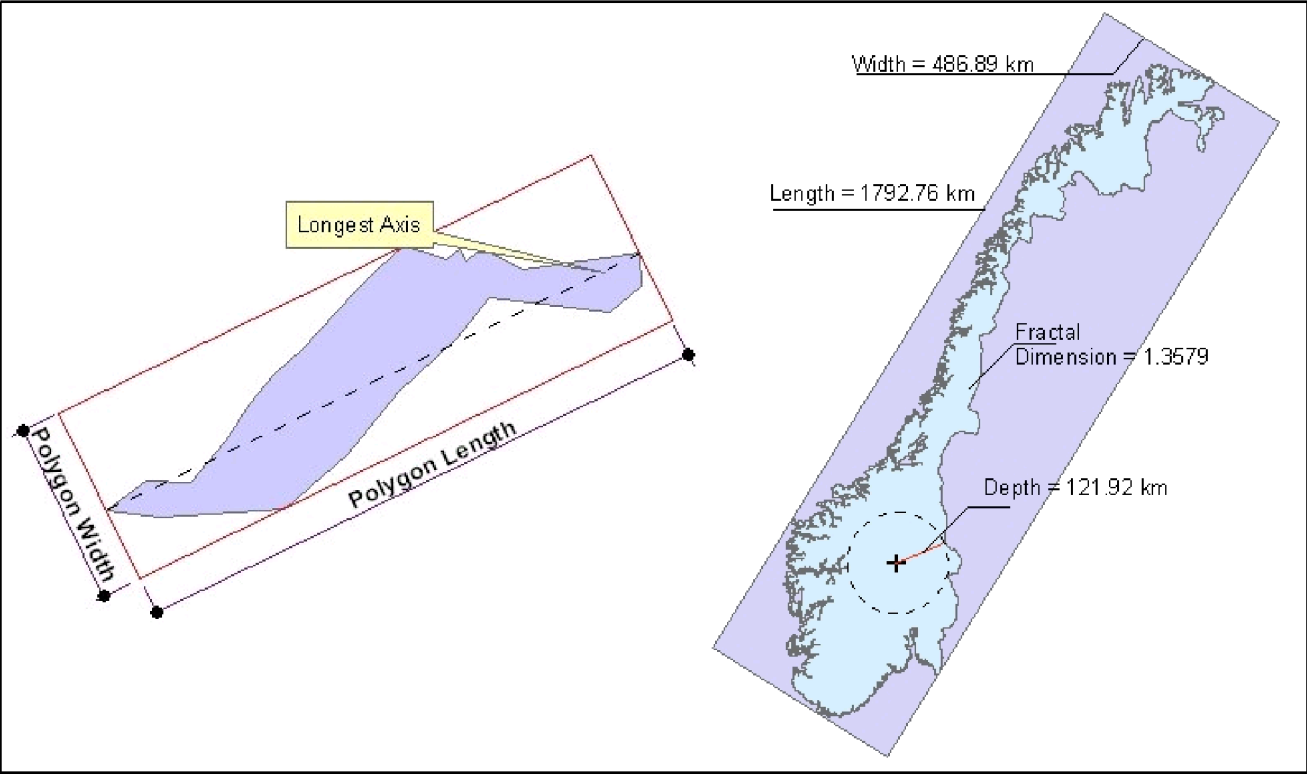 Longest Axis
Polygon Width
Polygon Length
Width = 486.89 km
Length = 1792.76 km
Fractal
Dimension = 1.3579
Depth = 121.92 km